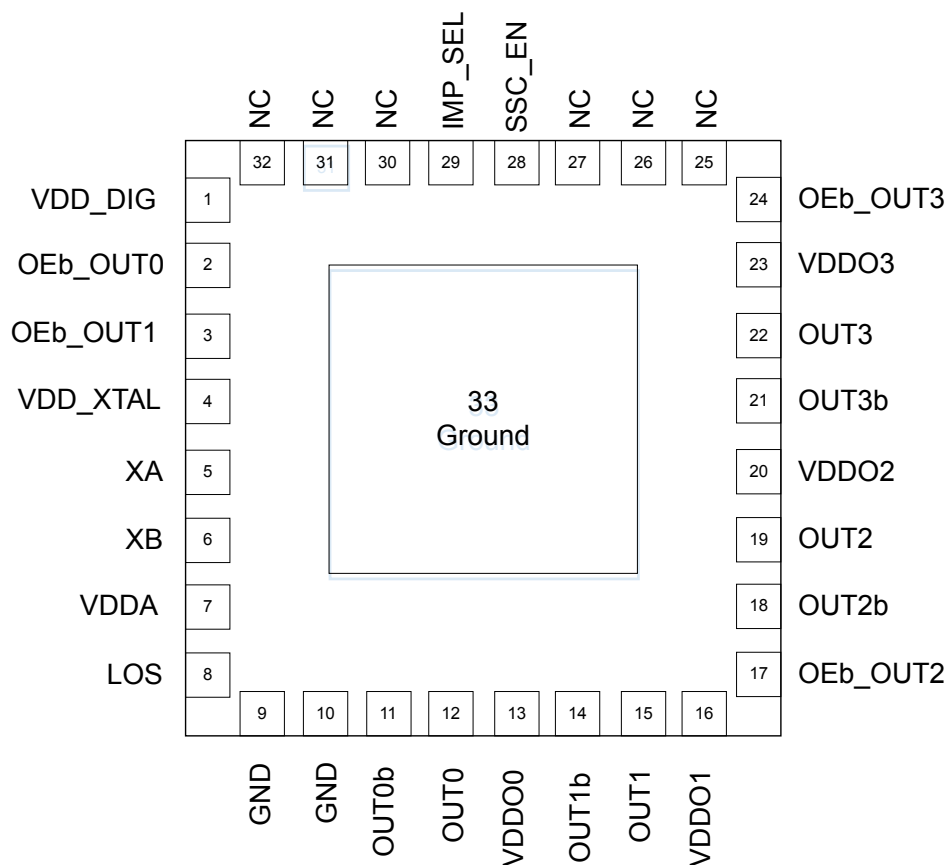 NC
NC
NC
IMP_SEL
SSC_EN
NC
NC
NC
32
31
30
29
28
27
26
25
VDD_DIG 1
24 OEb_OUT3
OEb_OUT0 2
23 VDDO3
OEb_OUT1 3
22 OUT3
VDD_XTAL 4
21 OUT3b
XA 5
20 VDDO2
XB 6
19 OUT2
VDDA 7
18 OUT2b
LOS 8
17 OEb_OUT2
33
Ground
9
10
11
12
13
14
15
16
GND
GND
OUT0b
OUT0
VDDO0
OUT1b
OUT1
VDDO1